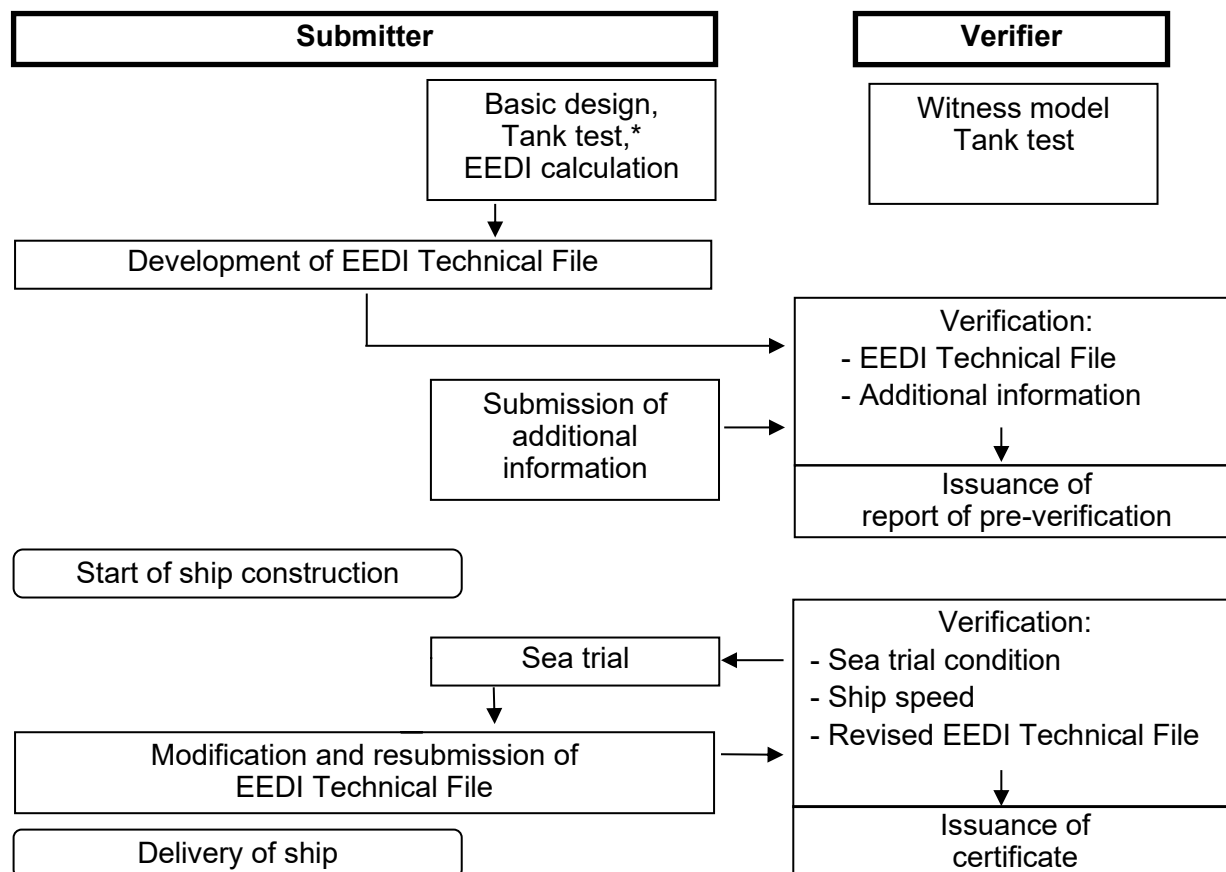 Submitter
Verifier
Basic design,
Tank test,*
EEDI calculation
Witness model
Tank test
Development of EEDI Technical File
Verification:
- EEDI Technical File
- Additional information
Submission of
additional
information
Issuance of
report of pre-verification
Start of ship construction
Verification:
- Sea trial condition
- Ship speed
- Revised EEDI Technical File
Sea trial
Modification and resubmission of
EEDI Technical File
Issuance of
certificate
Delivery of ship